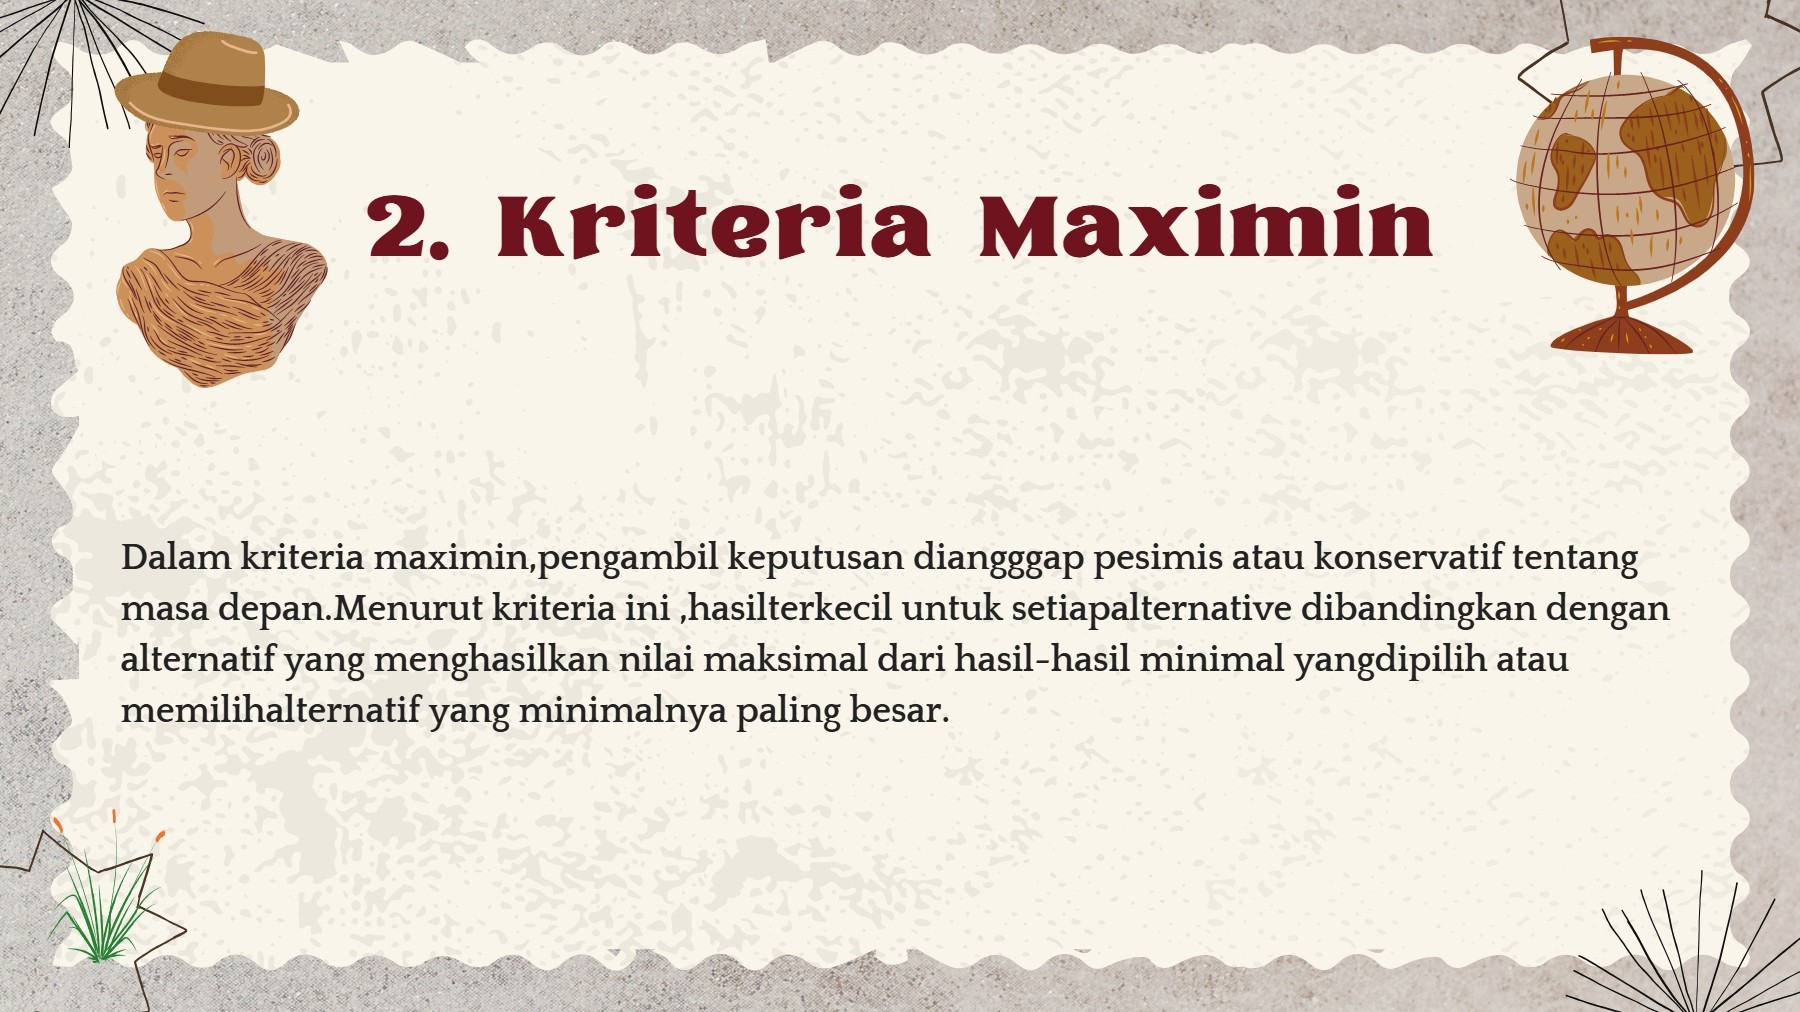 2. Kriteria Maximin
Dalam kriteria maximin,pengambil keputusan diangggap pesimis atau konservatif tentang
masa depan.Menurut kriteria ini ,hasilterkecil untuk setiapalternative dibandingkan dengan
alternatif yang menghasilkan nilai maksimal dari hasil-hasil minimal yangdipilih atau
memilihalternatif yang minimalnya paling besar.